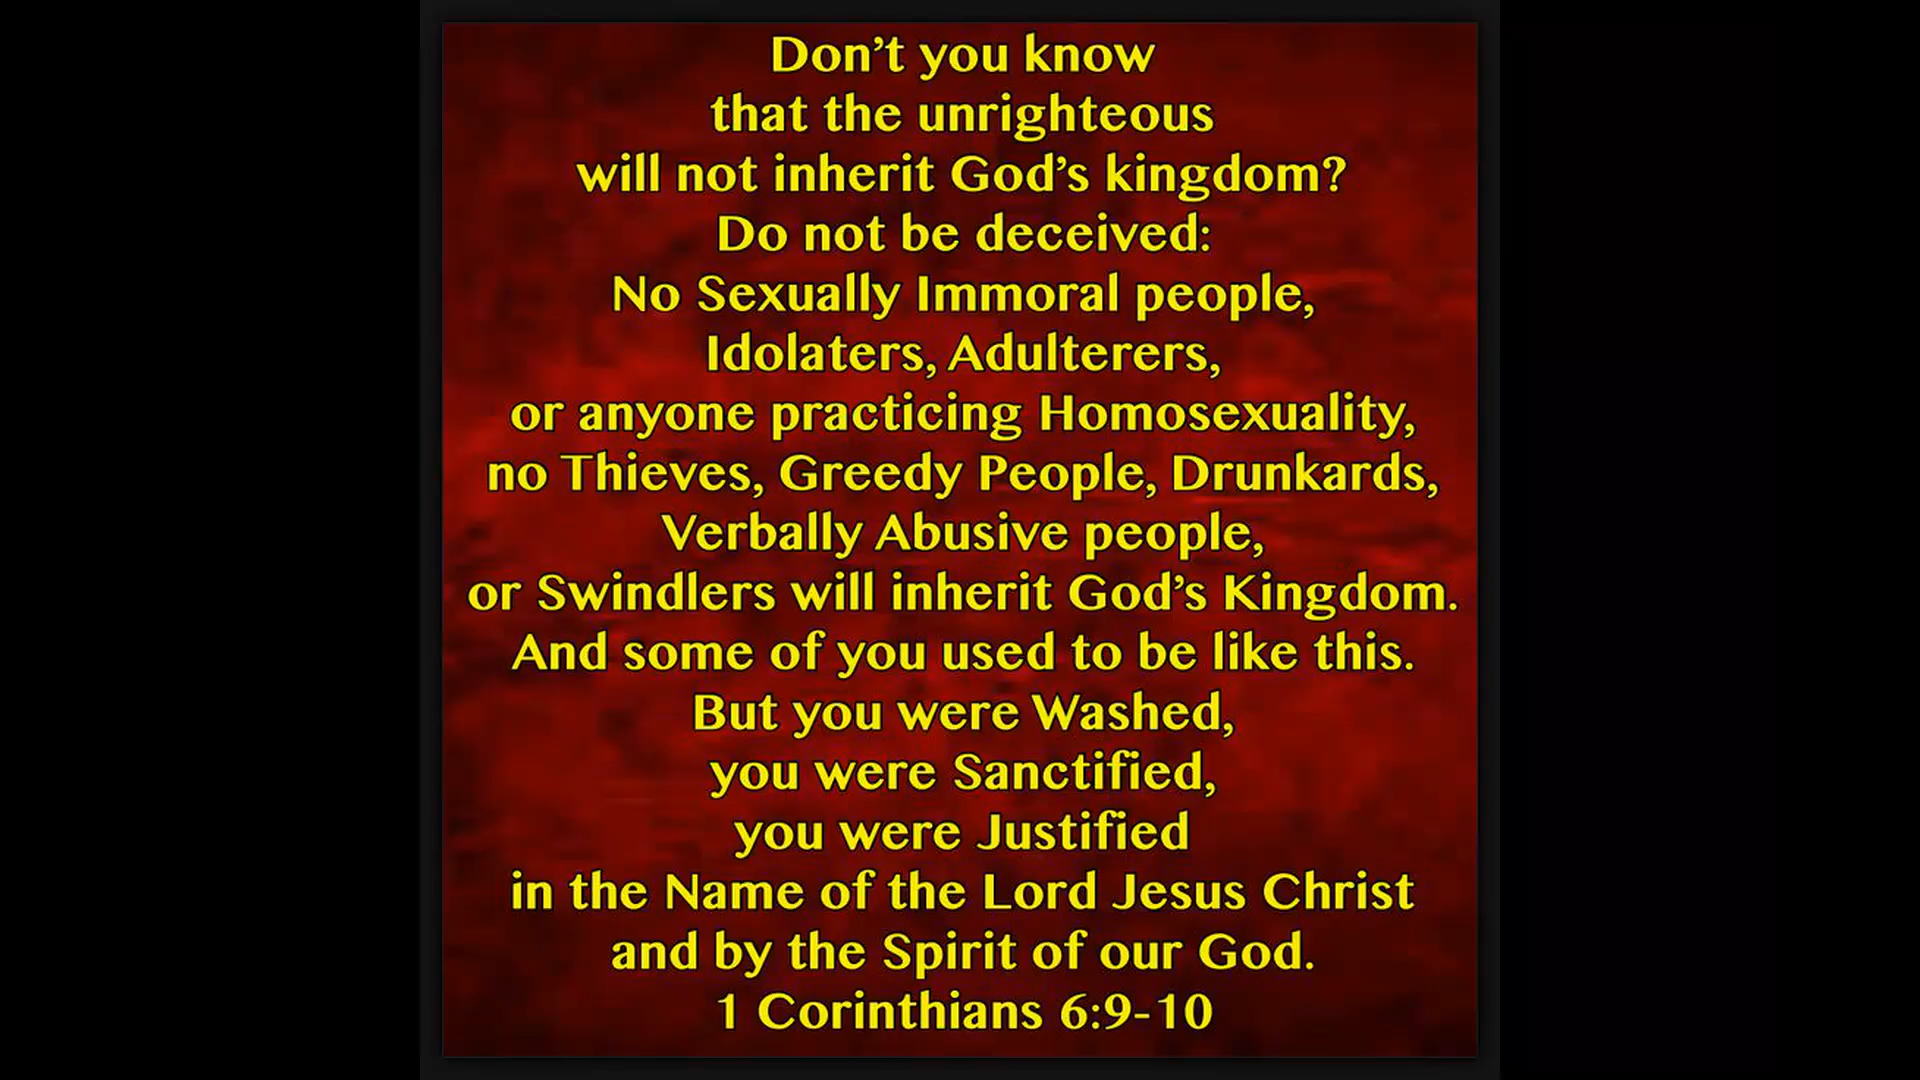 Don’t you know
that the unrighteous
will not inherit God’s kingdom?
Do not be deceived:
No Sexually Immoral people,
Idolaters, Adulterers,
or anyone practicing Homosexuality,
no Thieves, Greedy People, Drunkards,
Verbally Abusive people,
or Swindlers will inherit God’s Kingdom.
And some of you used to be like this.
But you were Washed,
you were Sanctified,
you were Justified
in the Name of the Lord Jesus Christ
and by the Spirit of our God.
1 Corinthians 6:9-10